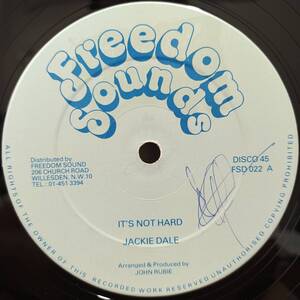 Freedom
Sounds
Distributed by
FREEDOM SOUND
206 CHURCH ROAD
WILLESDEN, N.W.10
TEL: 01-451 3394
DISCO 45
FSD 022 A
IT'S NOT HARD
JACKIE DALE
Arranged & Produced by
JOHN RUBIE
ALL RIGHTS OF THE OWNER OF THIS RECORDED WORK RESERVED UNAUTHORISED COPYING PROHIBITED